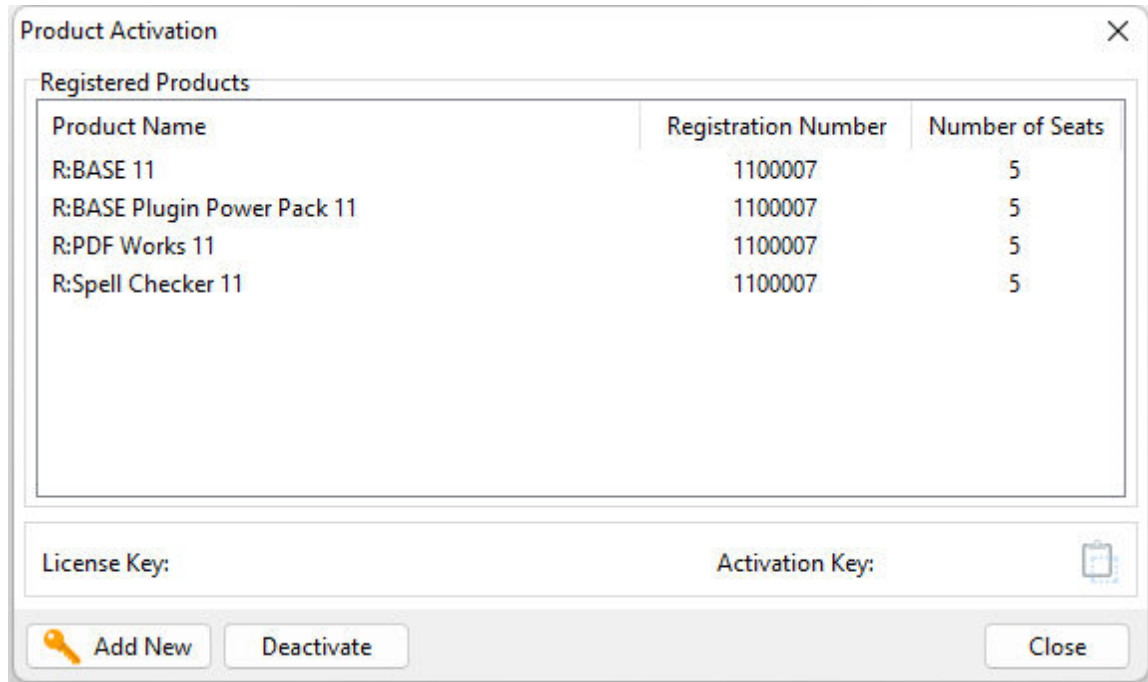 Product Activation
Registered Products
Product Name Registration Number Number of Seats
R:BASE 11 1100007 5
R:BASE Plugin Power Pack 11 1100007 5
R:PDF Works 11 1100007 5
R:Spell Checker 11 1100007 5
License Key: Activation Key:
Add New Deactivate Close